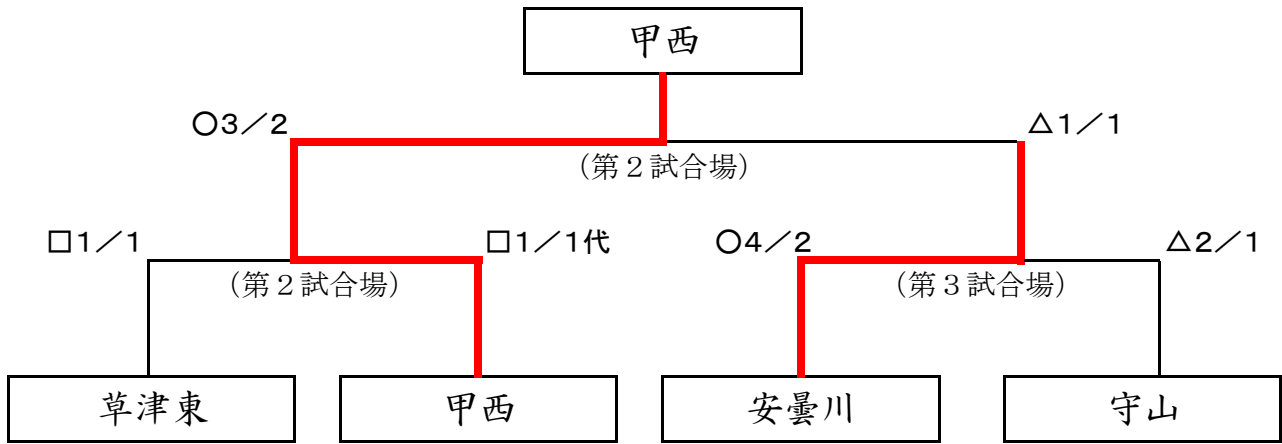 甲西
○3／2
△1／1
(第２試合場)
□1／1
□1／1代
○4／2
△2／1
(第２試合場)
(第３試合場)
草津東
甲西
安曇川
守山